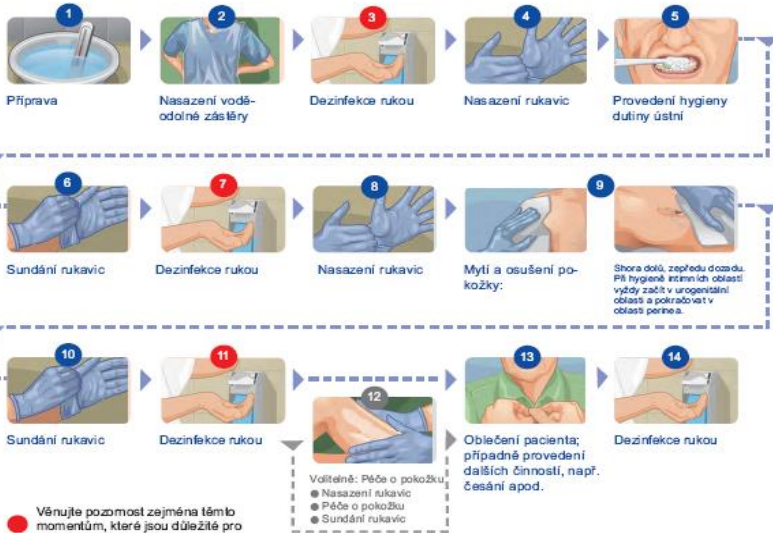 1
2
3
4
5
Příprava
Nasazení vodě-
odolné zástěry
Dezinfekce rukou
Nasazení rukavic
Provedení hygieny
dutiny ústní
6
7
8
9
Sundání rukavic
Dezinfekce rukou
Nasazení rukavic
Mytí a osušení po-
kožky:
Shora dolů, zepředu dozadu.
Při hygieně intimních oblastí
vždy začít v urogenitální
oblasti a pokračovat v
oblasti perinea.
10
11
12
13
14
Sundání rukavic
Dezinfekce rukou
Volitelně: Péče o pokožku
Nasazení rukavic
Péče o pokožku
Sundání rukavic
Oblečení pacienta;
případně provedení
dalších činností, např.
česání apod.
Dezinfekce rukou
Věnujte pozornost zejména těmto
momentům, které jsou důležité pro